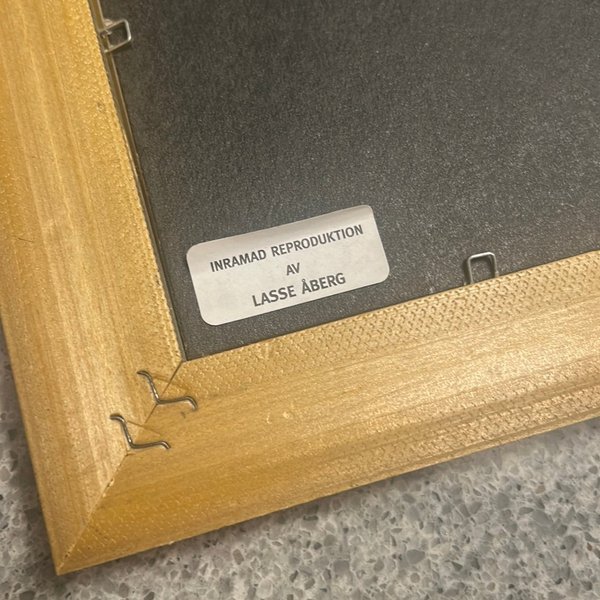 INRAMAD REPRODUKTION
AV
LASSE ÅBERG